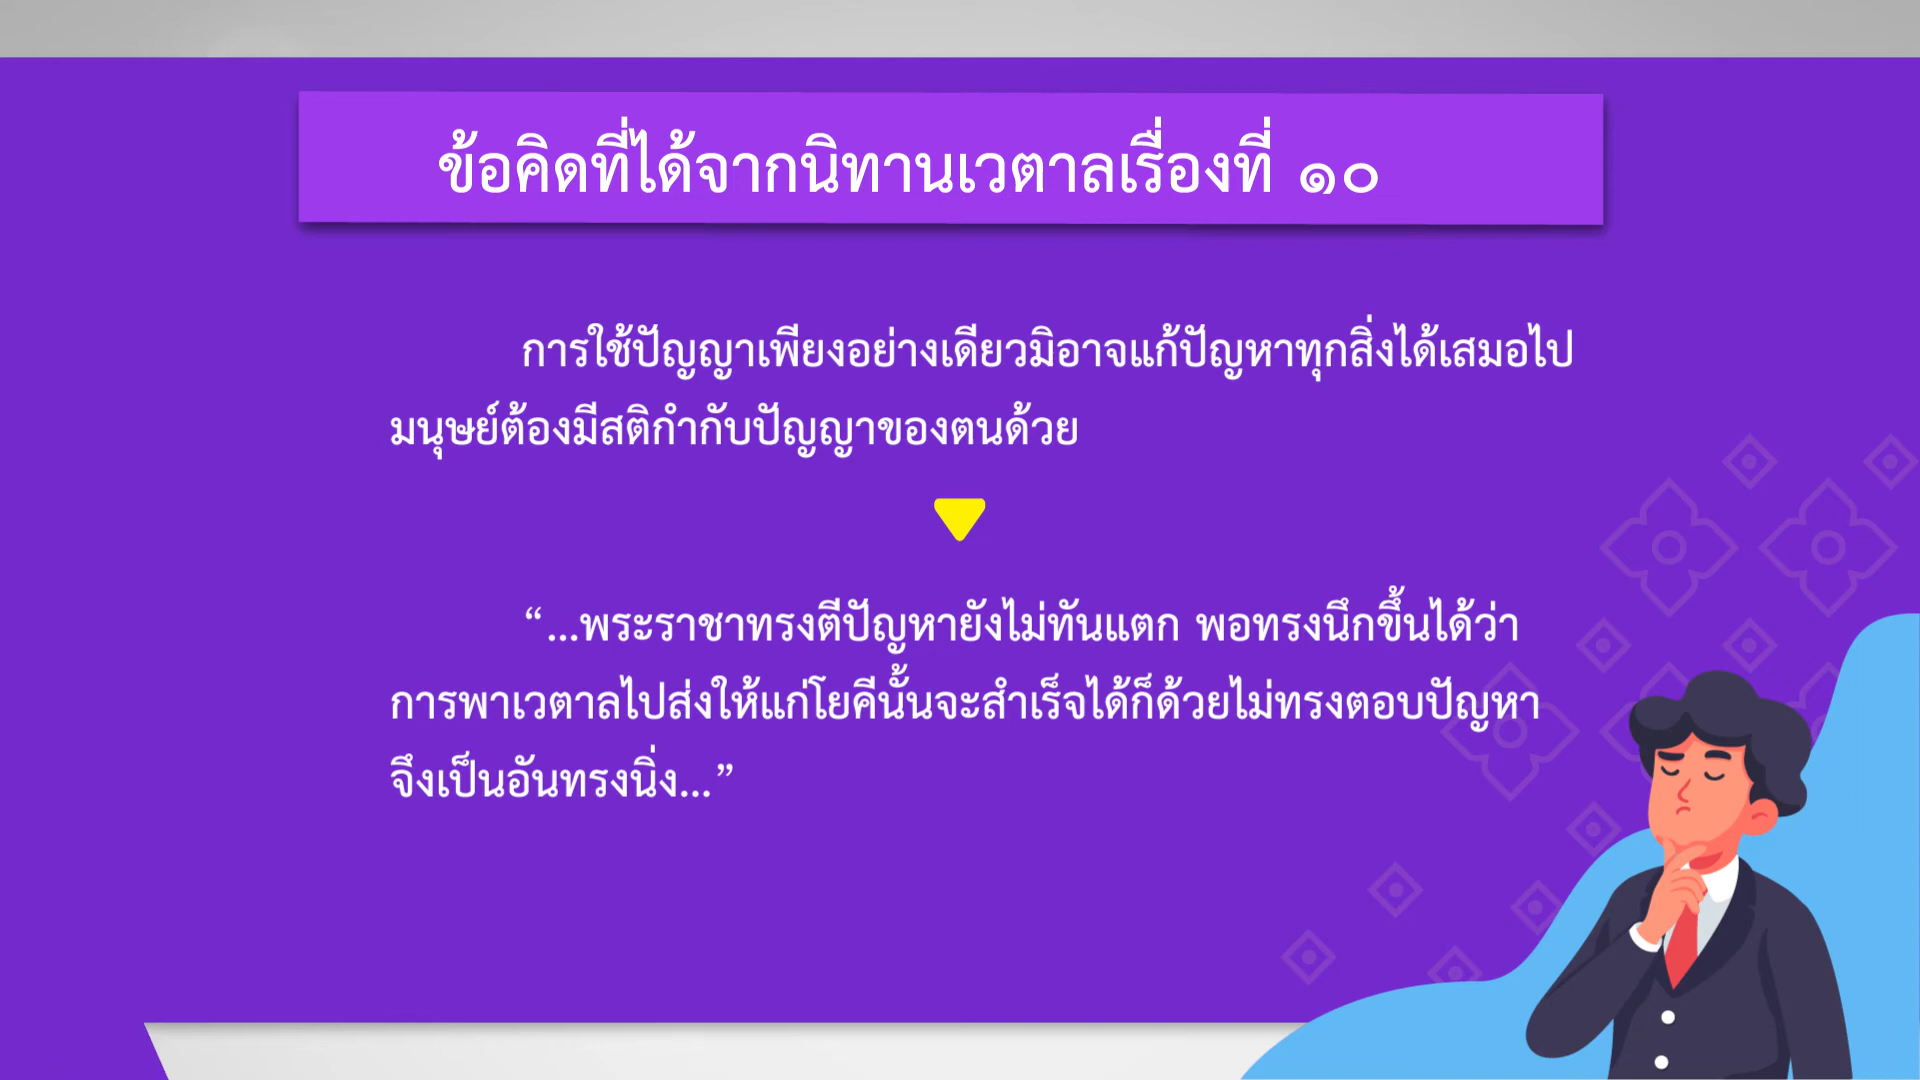 ข้อคิดที่ได้จากนิทานเวตาลเรื่องที่ ๑๐
การใช้ปัญญาเพียงอย่างเดียวมิอาจแก้ปัญหาทุกสิ่งได้เสมอไป
มนุษย์ต้องมีสติกำกับปัญญาของตนด้วย
“...พระราชาทรงตีปัญหายังไม่ทันแตก พอทรงนึกขึ้นได้ว่า
การพาเวตาลไปส่งให้แก่โยคีนั้นจะสำเร็จได้ก็ด้วยไม่ทรงตอบปัญหา
จึงเป็นอันทรงนิ่ง...”